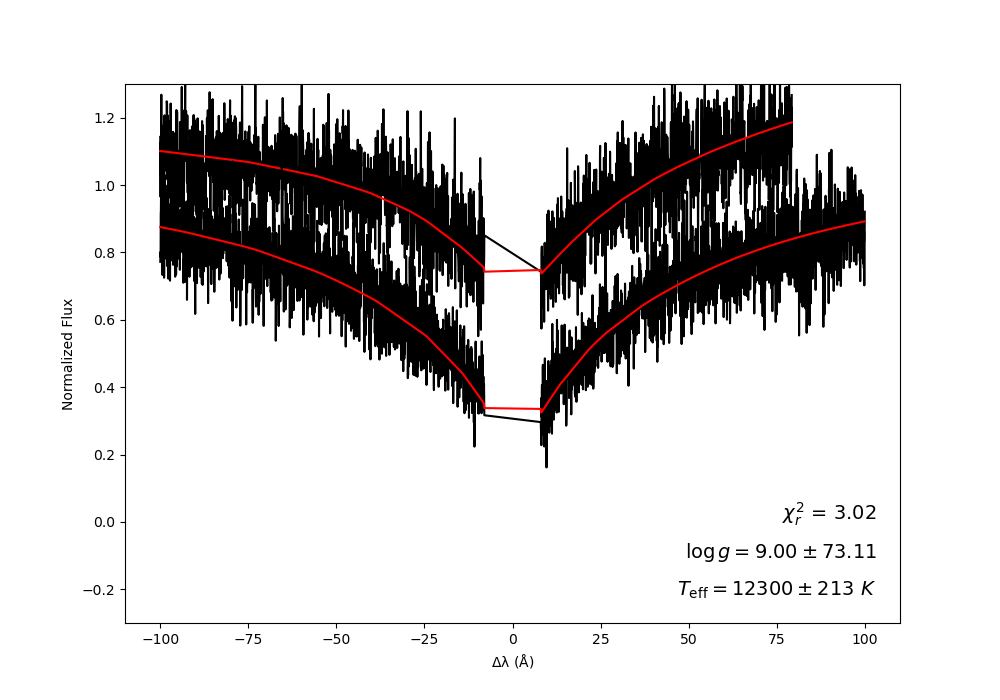 1.2
1.0
0.8
0.6
0.4
0.2
0.0
−0.2
Normalized Flux
χ²ᵣ = 3.02
log g = 9.00 ± 73.11
T_eff = 12300 ± 213 K
−100 −75 −50 −25 0 25 50 75 100
Δλ (Å)